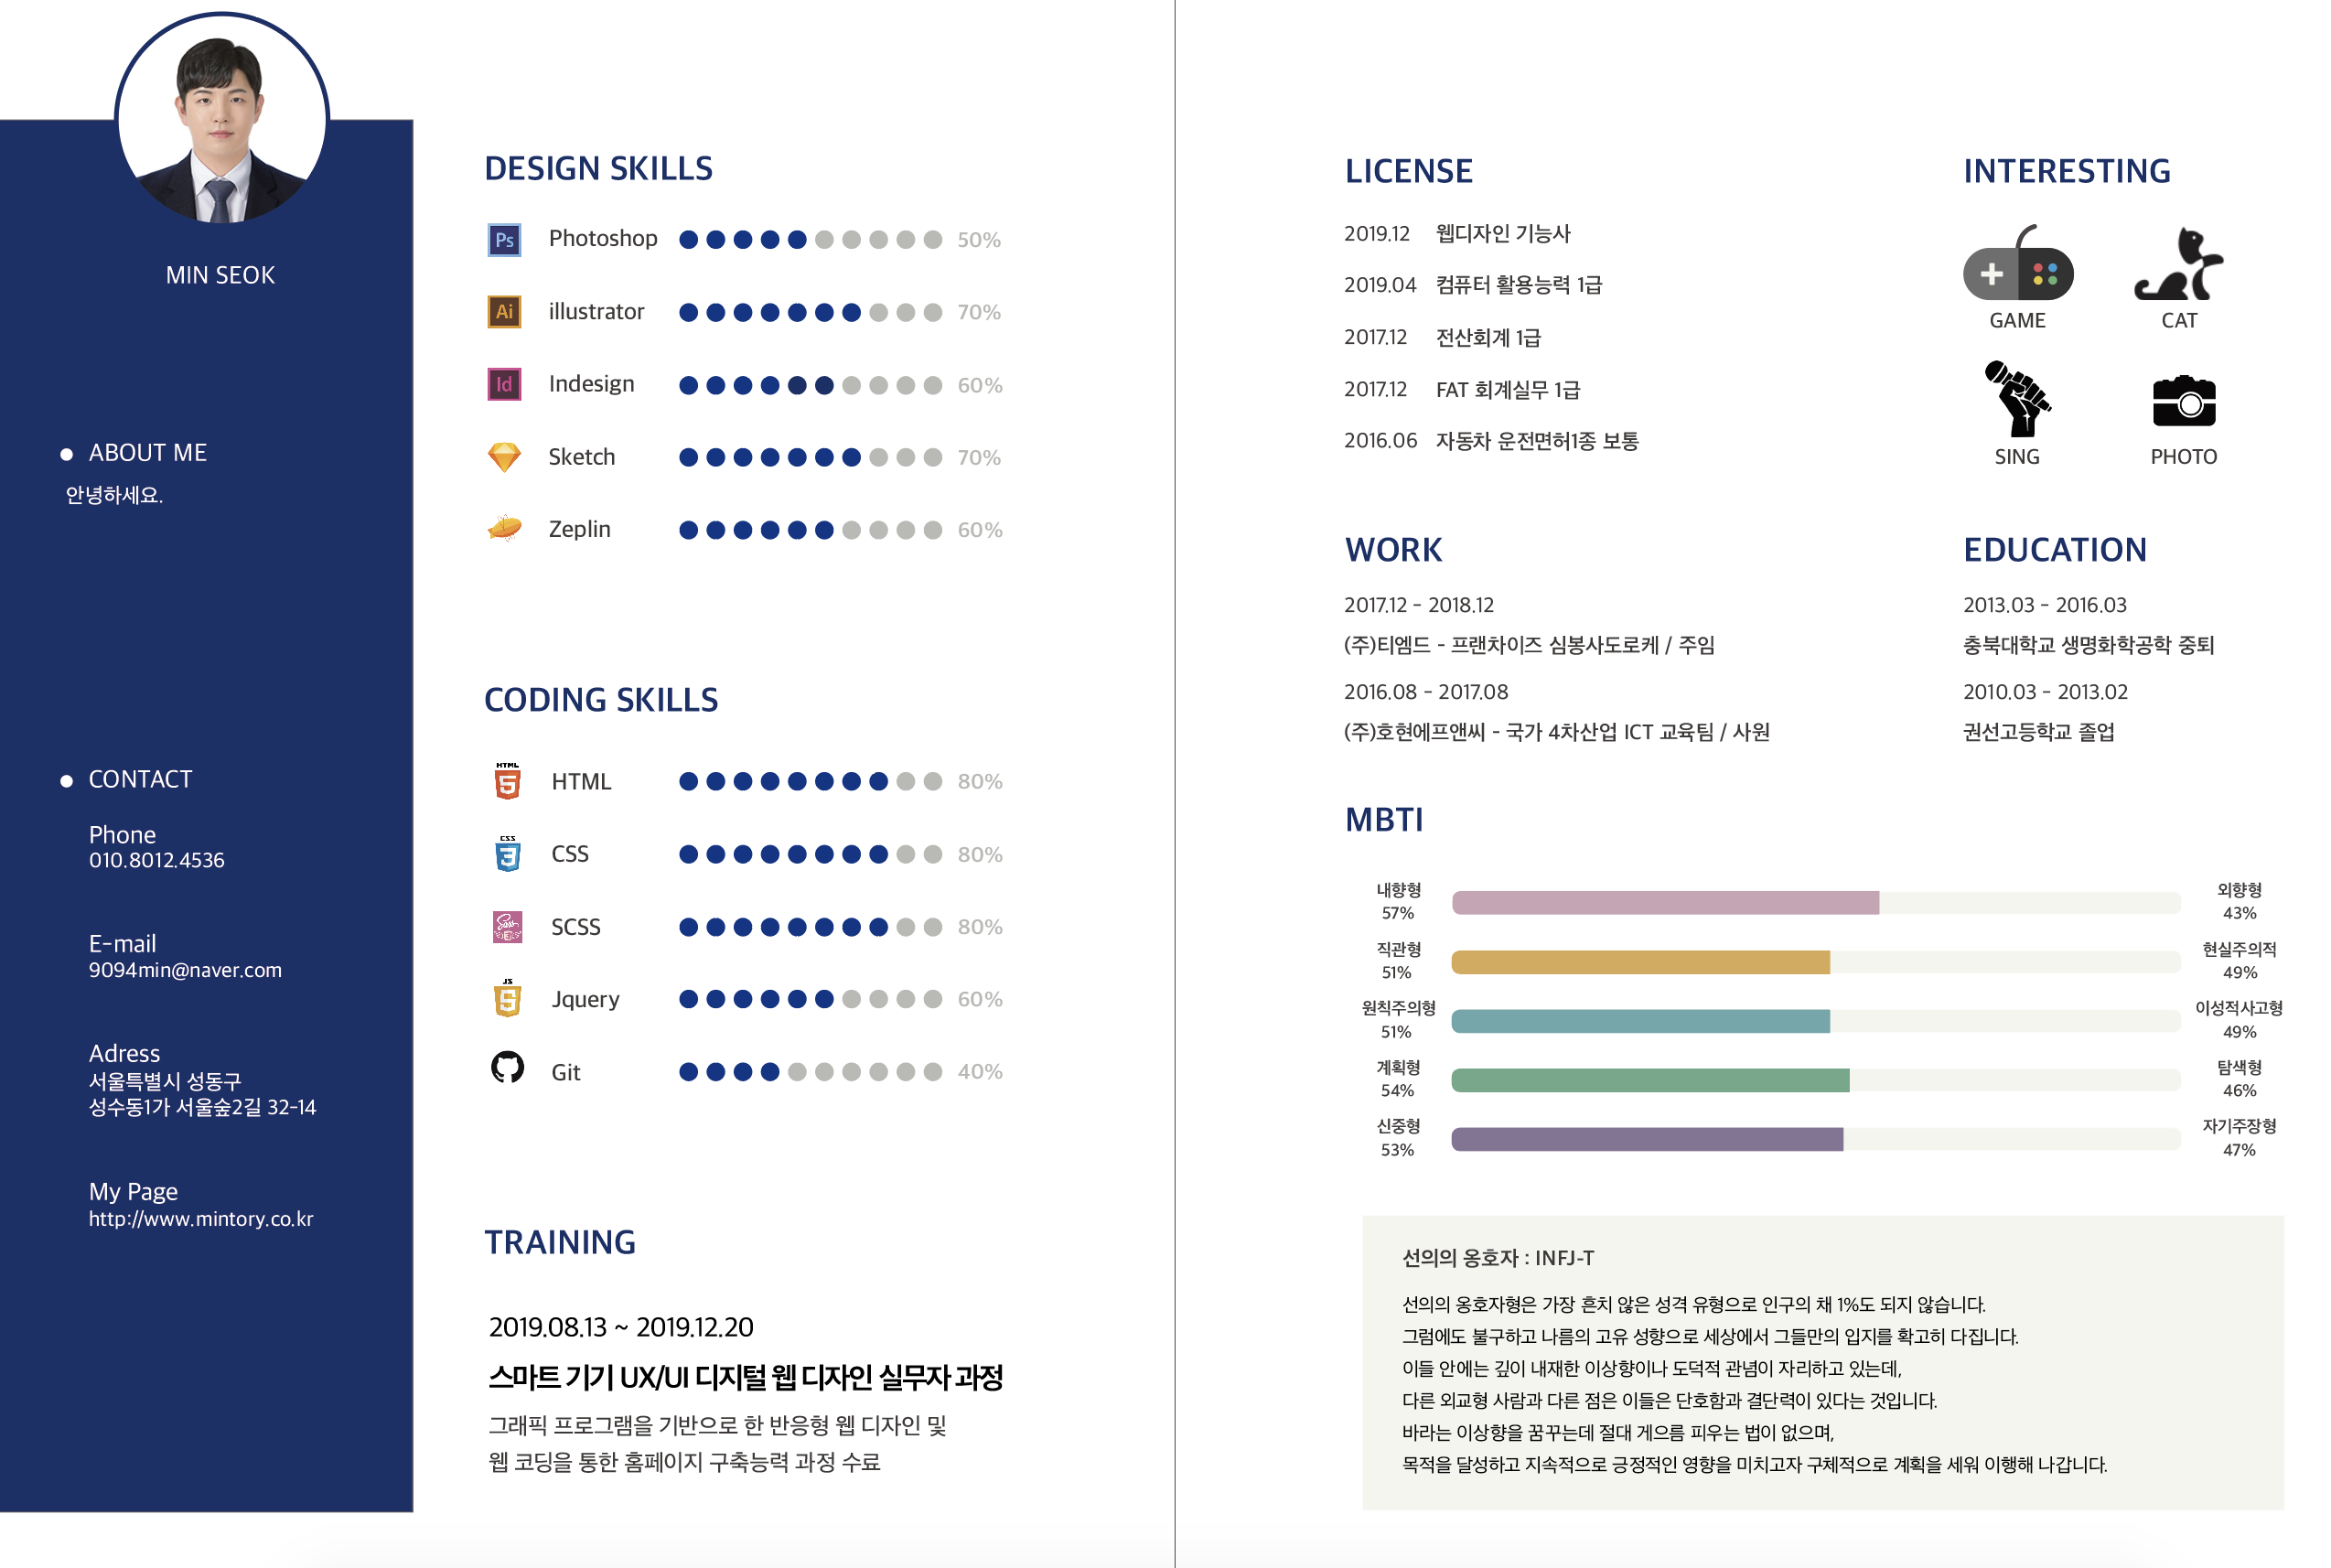 MIN SEOK
ABOUT ME
안녕하세요.
CONTACT
Phone
010.8012.4536
E-mail
9094min@naver.com
Adress
서울특별시 성동구
성수동1가 서울숲2길 32-14
My Page
http://www.mintory.co.kr
DESIGN SKILLS
Ps Photoshop 50%
Ai illustrator 70%
Id Indesign 60%
Sketch 70%
Zeplin 60%
CODING SKILLS
HTML 5 HTML 80%
CSS 3 CSS 80%
Sass SCSS 80%
JS 5 Jquery 60%
Git 40%
TRAINING
2019.08.13 ~ 2019.12.20
스마트 기기 UX/UI 디지털 웹 디자인 실무자 과정
그래픽 프로그램을 기반으로 한 반응형 웹 디자인 및
웹 코딩을 통한 홈페이지 구축능력 과정 수료
LICENSE
2019.12 웹디자인 기능사
2019.04 컴퓨터 활용능력 1급
2017.12 전산회계 1급
2017.12 FAT 회계실무 1급
2016.06 자동차 운전면허1종 보통
INTERESTING
GAME CAT
SING PHOTO
WORK
2017.12 - 2018.12
(주)티엠드 - 프랜차이즈 심봉사도로케 / 주임
2016.08 - 2017.08
(주)호현에프앤씨 - 국가 4차산업 ICT 교육팀 / 사원
EDUCATION
2013.03 - 2016.03
충북대학교 생명화학공학 중퇴
2010.03 - 2013.02
권선고등학교 졸업
MBTI
내향형 외향형
57% 43%
직관형 현실주의적
51% 49%
원칙주의형 이성적사고형
51% 49%
계획형 탐색형
54% 46%
신중형 자기주장형
53% 47%
선의의 옹호자 : INFJ-T
선의의 옹호자형은 가장 흔치 않은 성격 유형으로 인구의 채 1%도 되지 않습니다.
그럼에도 불구하고 나름의 고유 성향으로 세상에서 그들만의 입지를 확고히 다집니다.
이들 안에는 깊이 내재한 이상향이나 도덕적 관념이 자리하고 있는데,
다른 외교형 사람과 다른 점은 이들은 단호함과 결단력이 있다는 것입니다.
바라는 이상향을 꿈꾸는데 절대 게으름 피우는 법이 없으며,
목적을 달성하고 지속적으로 긍정적인 영향을 미치고자 구체적으로 계획을 세워 이행해 나갑니다.